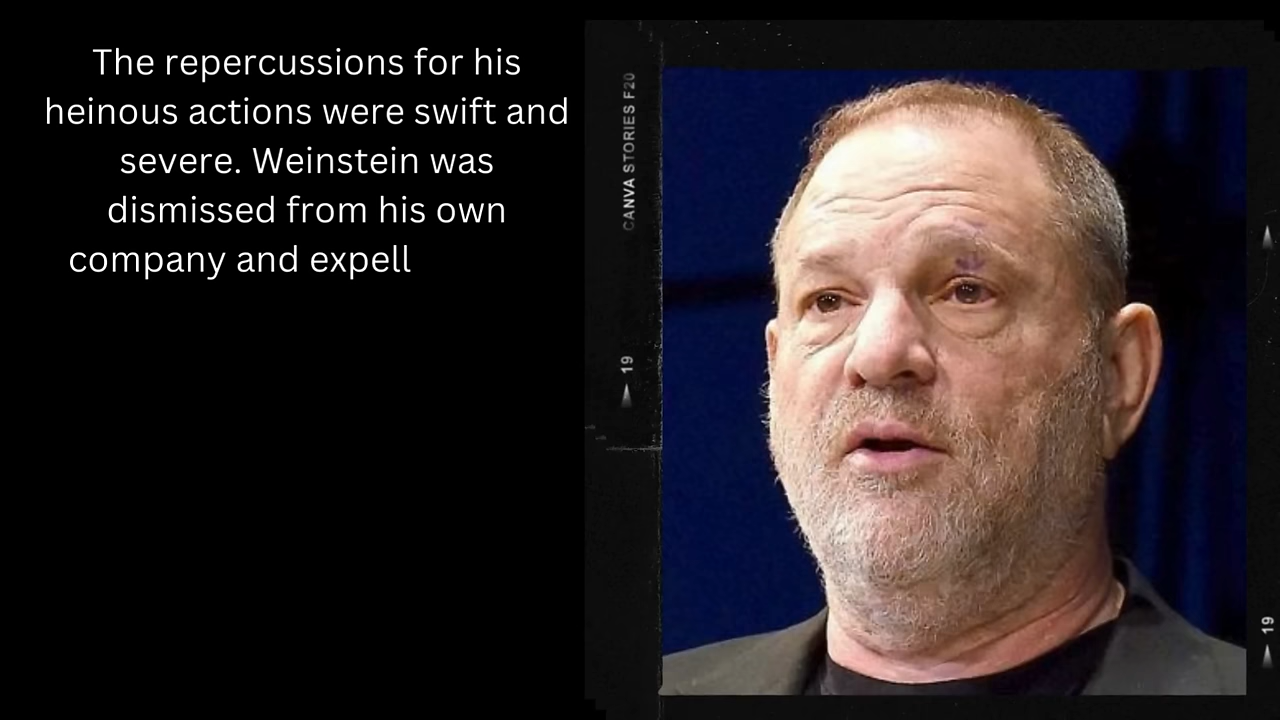 The repercussions for his
heinous actions were swift and
severe. Weinstein was
dismissed from his own
company and expell
CANVA STORIES F20
19
19